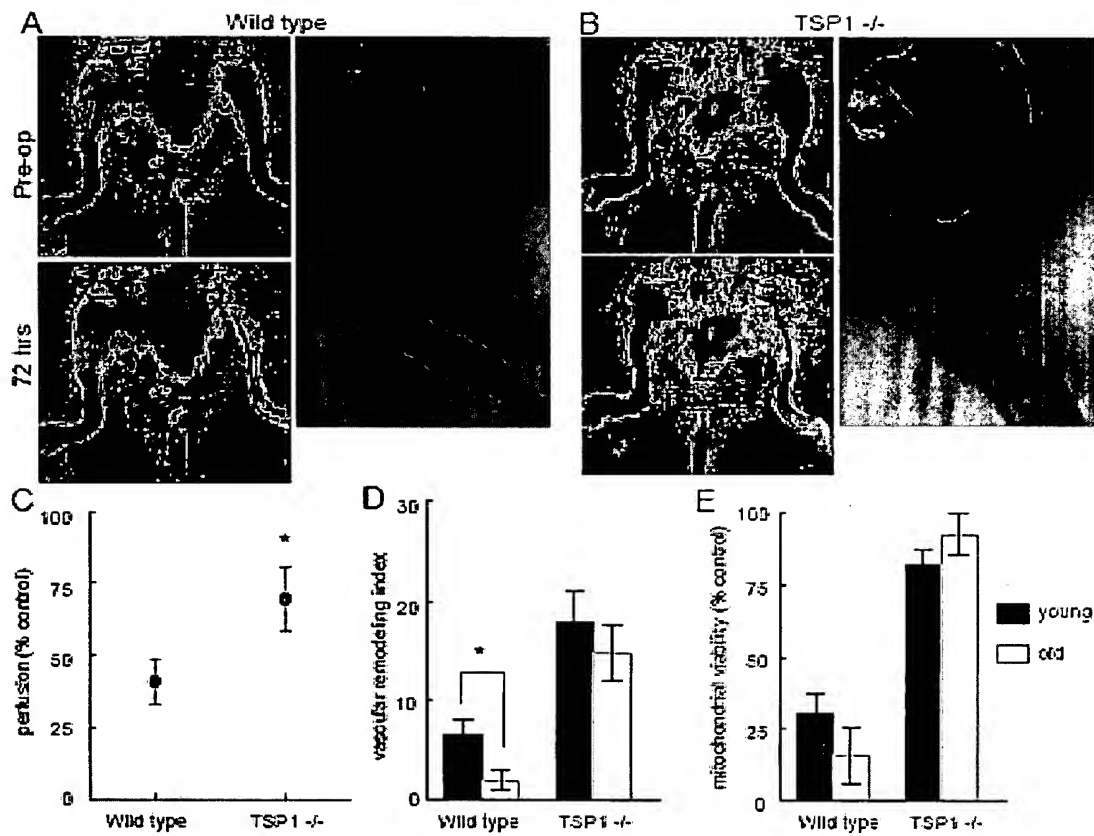 A Wild type
B TSP1 -/-
Pre-op
72 hrs
C
perfusion (% control)
100
75
50
25
0
Wild type TSP1 -/-
*
D
vascular remodeling index
30
20
10
0
Wild type TSP1 -/-
*
E
mitochondrial viability (% control)
100
75
50
25
0
Wild type TSP1 -/-
young
old